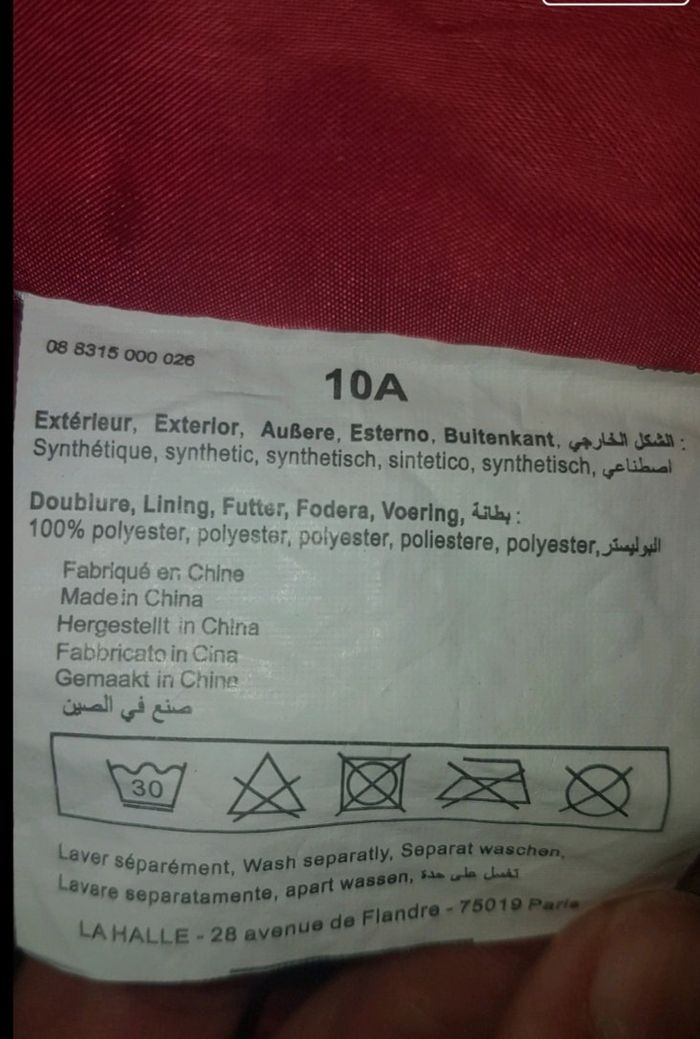 08 8315 000 026
10A
Extérieur, Exterior, Außere, Esterno, Buitenkant, الشكل الخارجي :
Synthétique, synthetic, synthetisch, sintetico, synthetisch, اصطناعي
Doublure, Lining, Futter, Fodera, Voering, بطانة :
100% polyester, polyester, polyester, poliestere, polyester, البوليستر
Fabriqué en Chine
Made in China
Hergestellt in China
Fabbricato in Cina
Gemaakt in China
صنع في الصين
30
Laver séparément, Wash separatly, Separat waschen,
Lavare separatamente, apart wassen, تغسل على حدة
LA HALLE - 28 avenue de Flandre - 75019 Paris